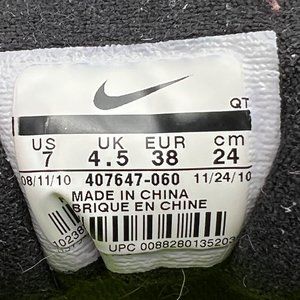 QT
US UK EUR cm
7 4.5 38 24
08/11/10 407647-060 11/24/10
MADE IN CHINA
BRIQUE EN CHINE
UPC 0088280135203